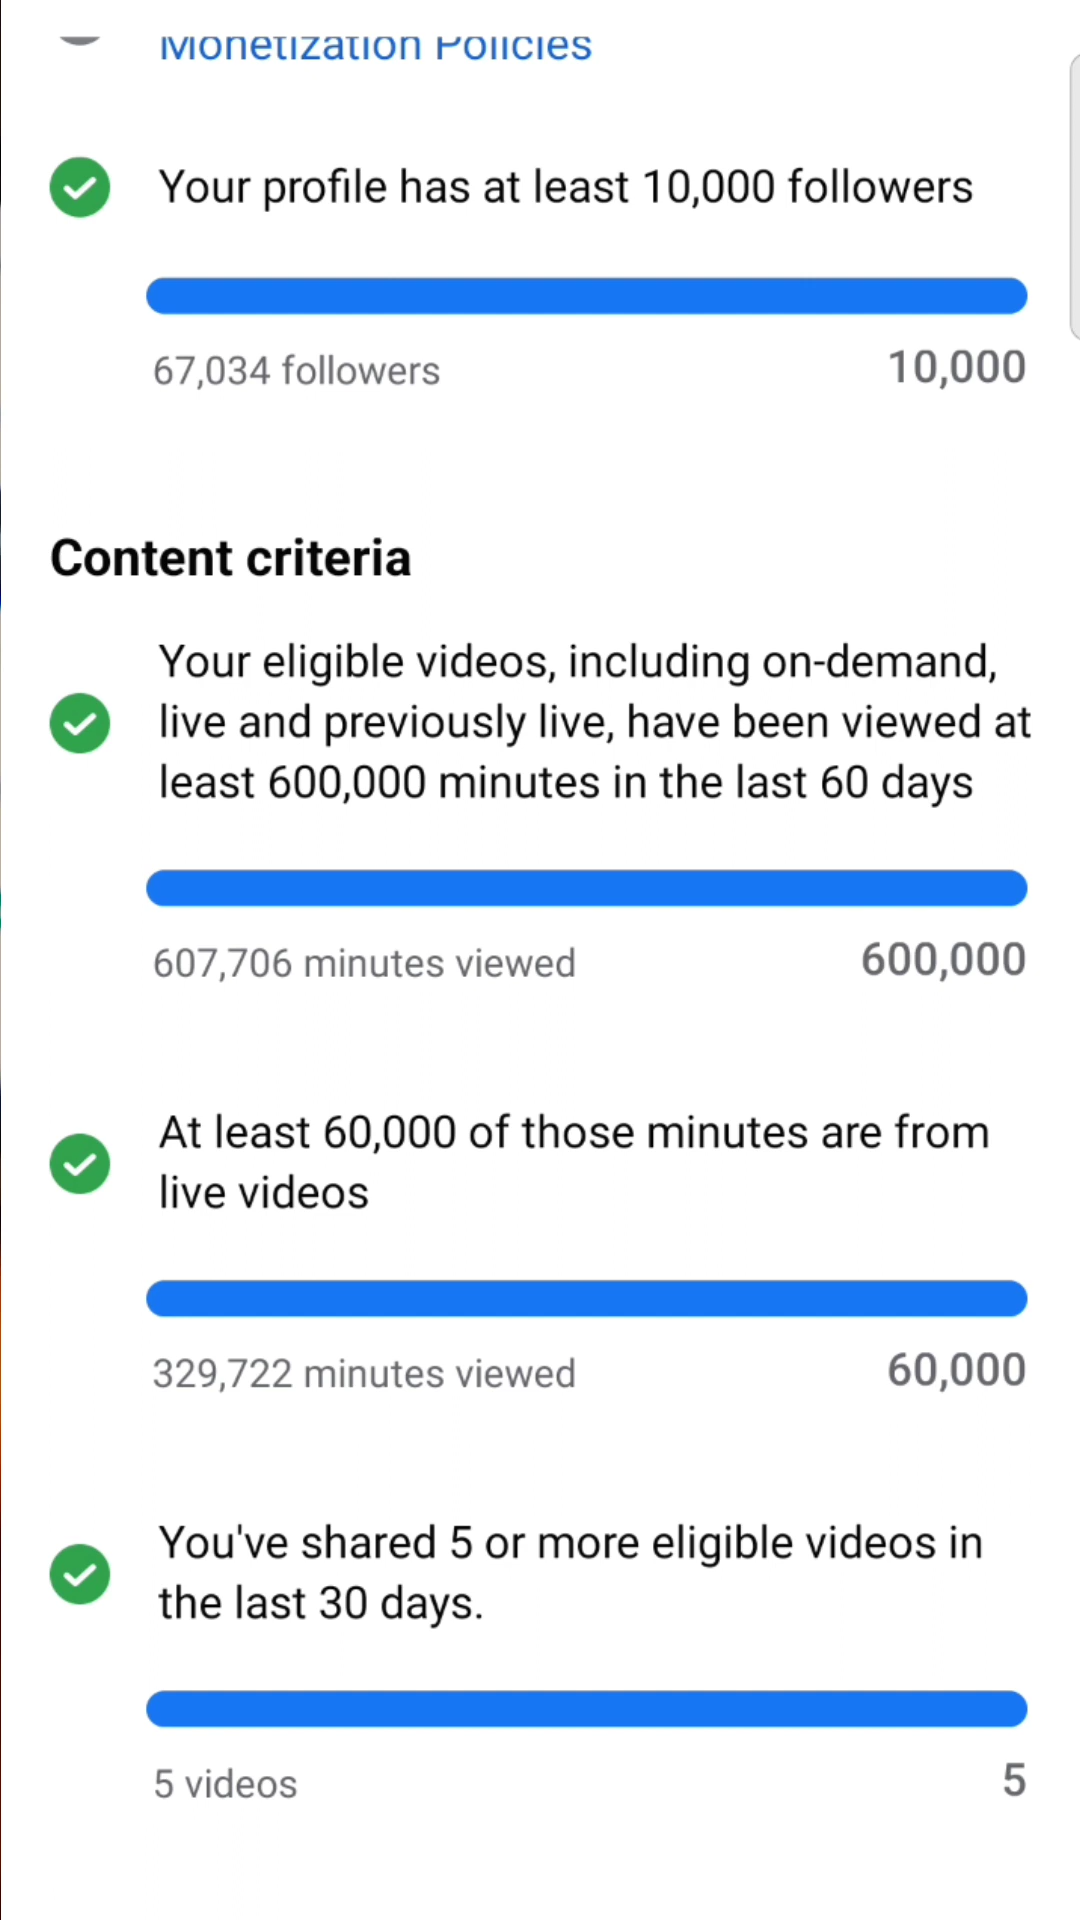 Monetization Policies
Your profile has at least 10,000 followers
67,034 followers
10,000
Content criteria
Your eligible videos, including on-demand,
live and previously live, have been viewed at
least 600,000 minutes in the last 60 days
607,706 minutes viewed
600,000
At least 60,000 of those minutes are from
live videos
329,722 minutes viewed
60,000
You've shared 5 or more eligible videos in
the last 30 days.
5 videos
5